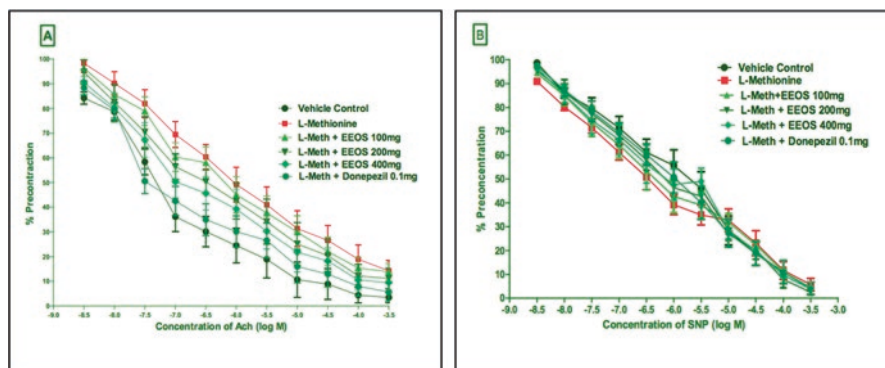 A
100
90
80
70
60
50
40
30
20
10
0
% Precontraction
Vehicle Control
L-Methionine
L-Meth + EEOS 100mg
L-Meth + EEOS 200mg
L-Meth + EEOS 400mg
L-Meth + Donepezil 0.1mg
-9.0 -8.5 -8.0 -7.5 -7.0 -6.5 -6.0 -5.5 -5.0 -4.5 -4.0 -3.5
Concentration of Ach (log M)
B
100
90
80
70
60
50
40
30
20
10
0
% Preconcentration
Vehicle Control
L-Methionine
L-Meth+EEOS 100mg
L-Meth + EEOS 200mg
L-Meth + EEOS 400mg
L-Meth + Donepezil 0.1mg
-9.0 -8.5 -8.0 -7.5 -7.0 -6.5 -6.0 -5.5 -5.0 -4.5 -4.0 -3.5 -3.0
Concentration of SNP (log M)